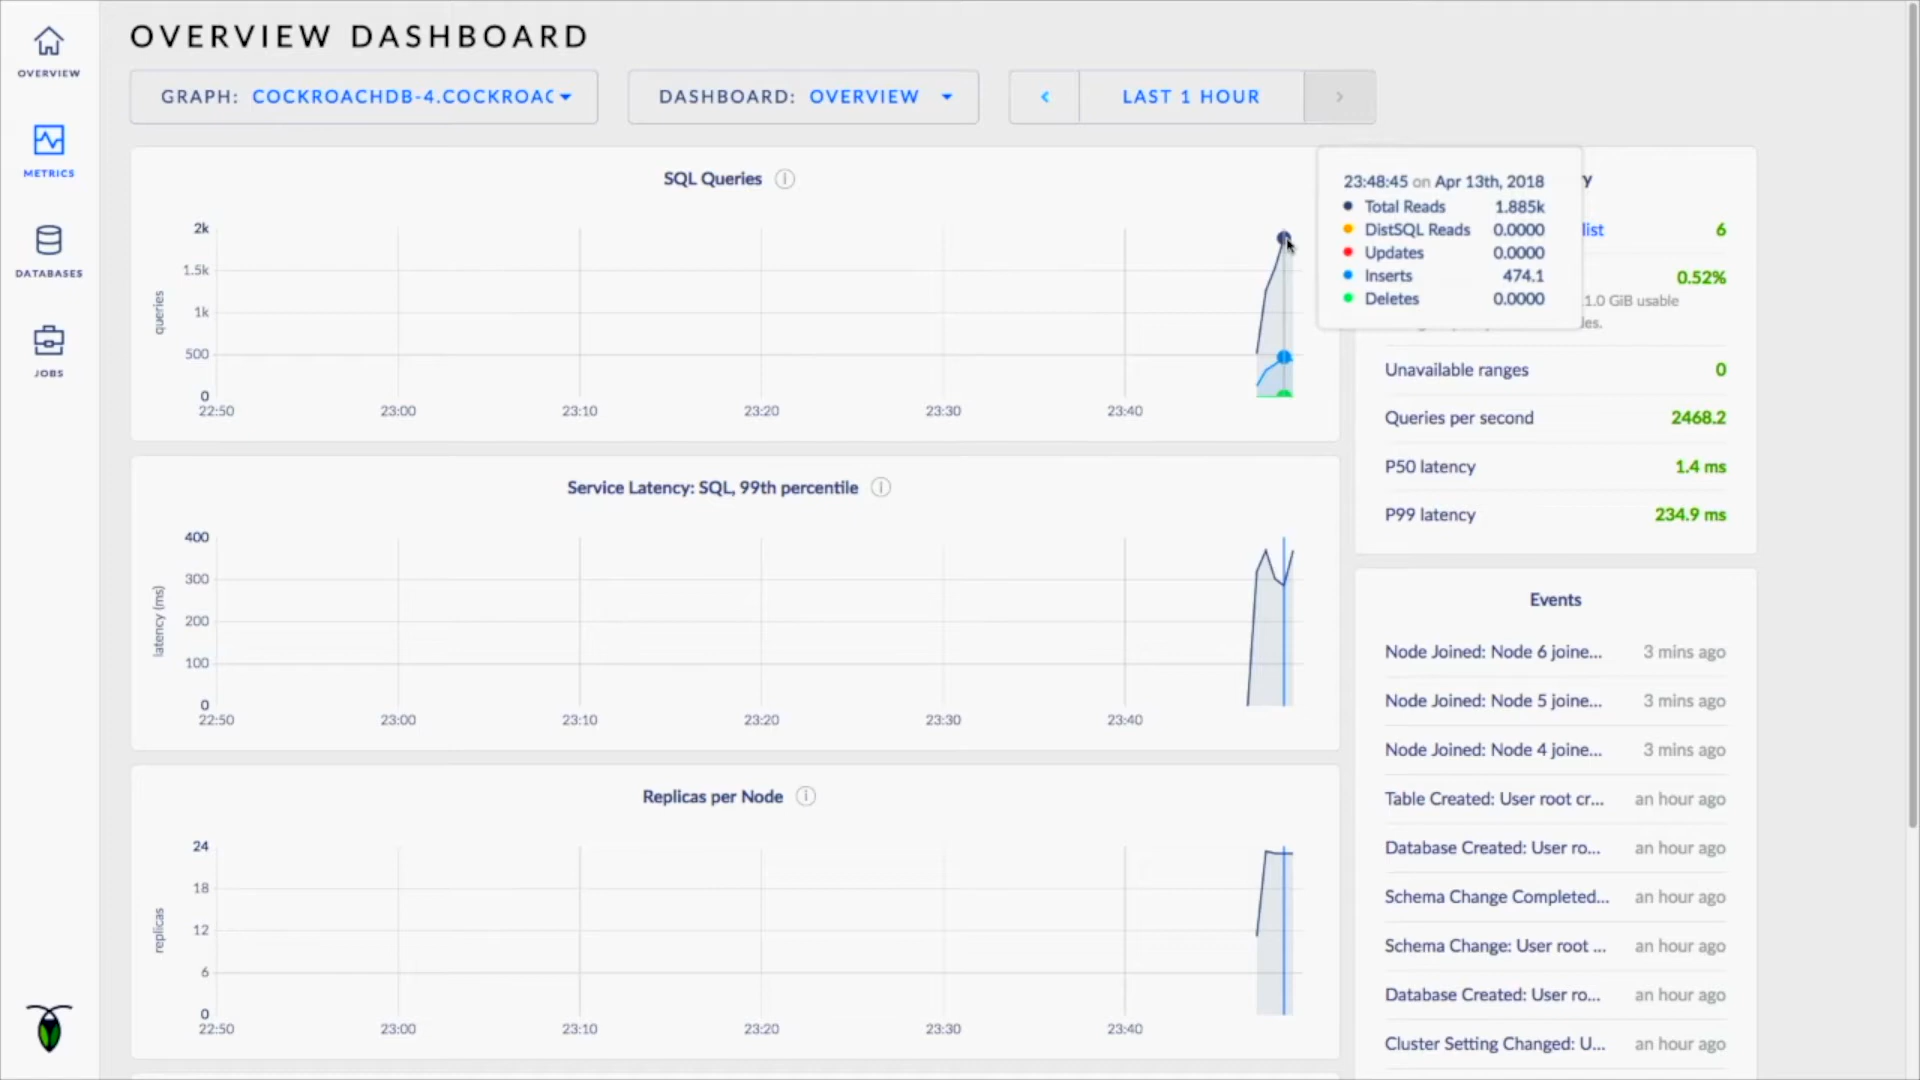 OVERVIEW DASHBOARD
OVERVIEW
METRICS
DATABASES
JOBS
GRAPH: COCKROACHDB-4.COCKROAC
DASHBOARD: OVERVIEW
LAST 1 HOUR
SQL Queries
queries
2k
1.5k
1k
500
0
22:50 23:00 23:10 23:20 23:30 23:40
23:48:45 on Apr 13th, 2018
Total Reads 1.885k
DistSQL Reads 0.0000
Updates 0.0000
Inserts 474.1
Deletes 0.0000
y
list 6
0.52%
1.0 GiB usable
les.
Unavailable ranges 0
Queries per second 2468.2
P50 latency 1.4 ms
P99 latency 234.9 ms
Service Latency: SQL, 99th percentile
latency (ms)
400
300
200
100
0
22:50 23:00 23:10 23:20 23:30 23:40
Replicas per Node
replicas
24
18
12
6
0
22:50 23:00 23:10 23:20 23:30 23:40
Events
Node Joined: Node 6 joine... 3 mins ago
Node Joined: Node 5 joine... 3 mins ago
Node Joined: Node 4 joine... 3 mins ago
Table Created: User root cr... an hour ago
Database Created: User ro... an hour ago
Schema Change Completed... an hour ago
Schema Change: User root ... an hour ago
Database Created: User ro... an hour ago
Cluster Setting Changed: U... an hour ago